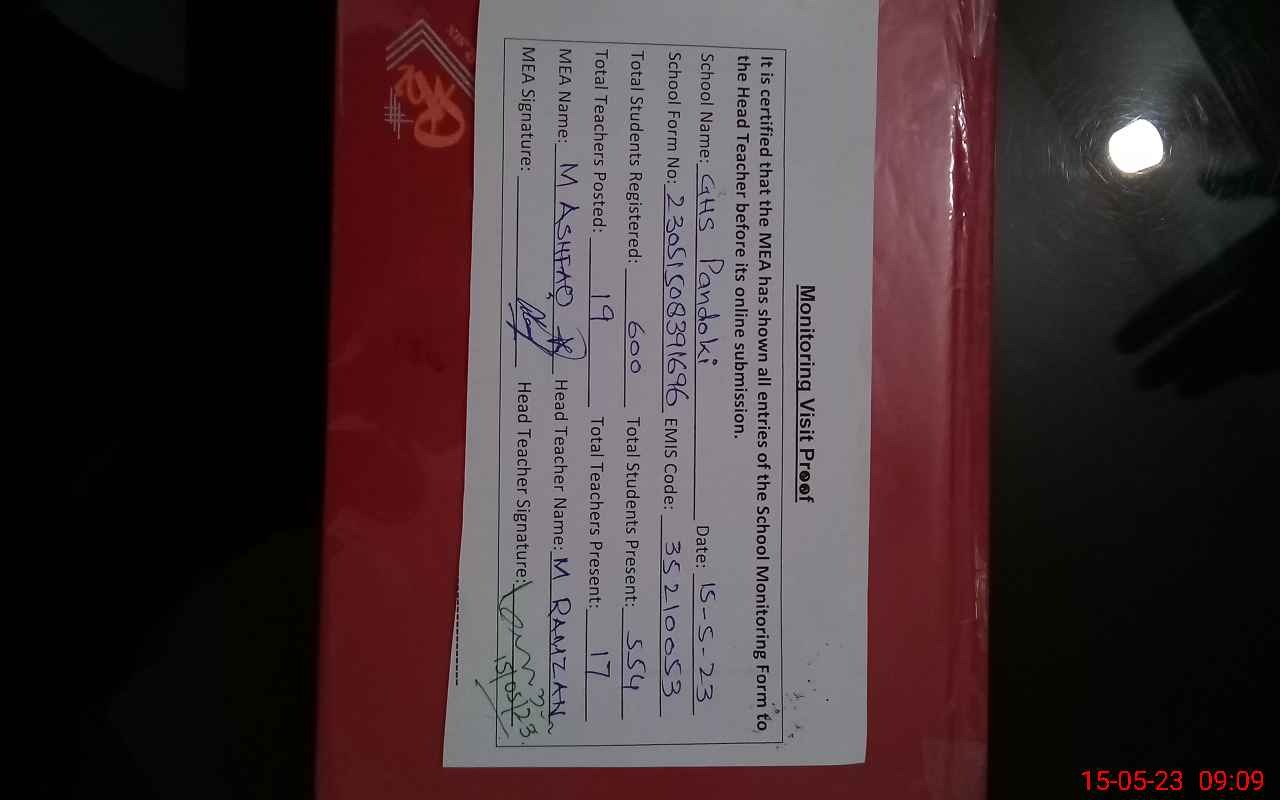 Monitoring Visit Proof
It is certified that the MEA has shown all entries of the School Monitoring Form to
the Head Teacher before its online submission.
School Name: GHS Pandoki Date: 15-5-23
School Form No: 23051508391696 EMIS Code: 35210053
Total Students Registered: 600 Total Students Present: 554
Total Teachers Posted: 19 Total Teachers Present: 17
MEA Name: M ASHFAQ Head Teacher Name: M RAMZAN
MEA Signature: Head Teacher Signature:
15/05/23
15-05-23 09:09